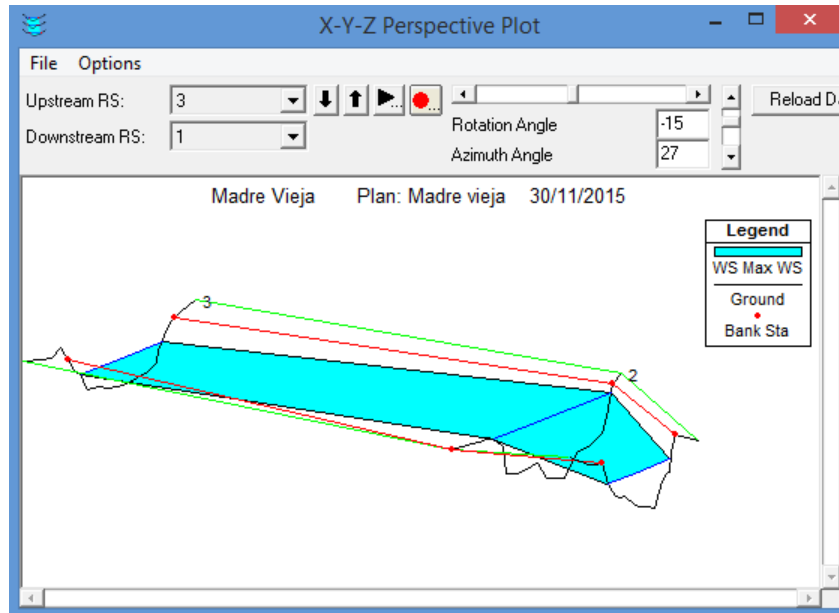 X-Y-Z Perspective Plot
File Options
Upstream RS: 3
Downstream RS: 1
Rotation Angle -15
Azimuth Angle 27
Reload D
Madre Vieja Plan: Madre vieja 30/11/2015
Legend
WS Max WS
Ground
Bank Sta
3
2